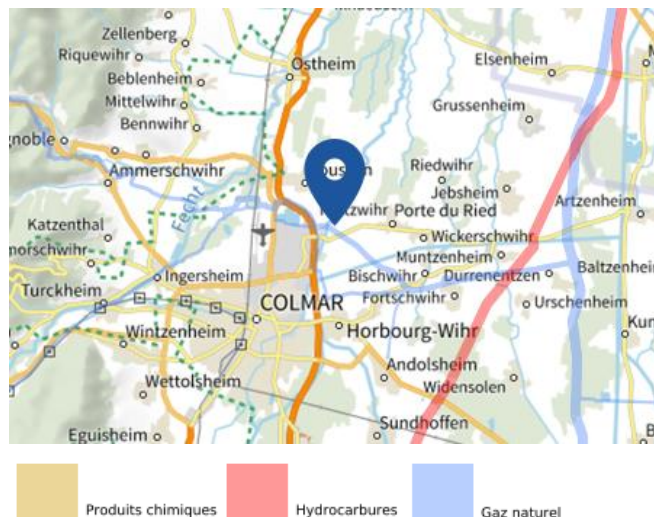 Zellenberg
Riquewihr
Ostheim
Elsenheim
Beblenheim
Mittelwihr
Grussenheim
Bennwihr
Riedwihr
Ammerschwihr
Jebsheim
Artzenheim
Fecht
Porte du Ried
Katzenthal
Wickerschwihr
Muntzenheim
Ingersheim
Bischwihr
Durrenentzen
Baltzenheim
Turckheim
Fortschwihr
Urschenheim
COLMAR
Wintzenheim
Horbourg-Wihr
Andolsheim
Wettolsheim
Widensolen
Eguisheim
Sundhoffen
Produits chimiques
Hydrocarbures
Gaz naturel